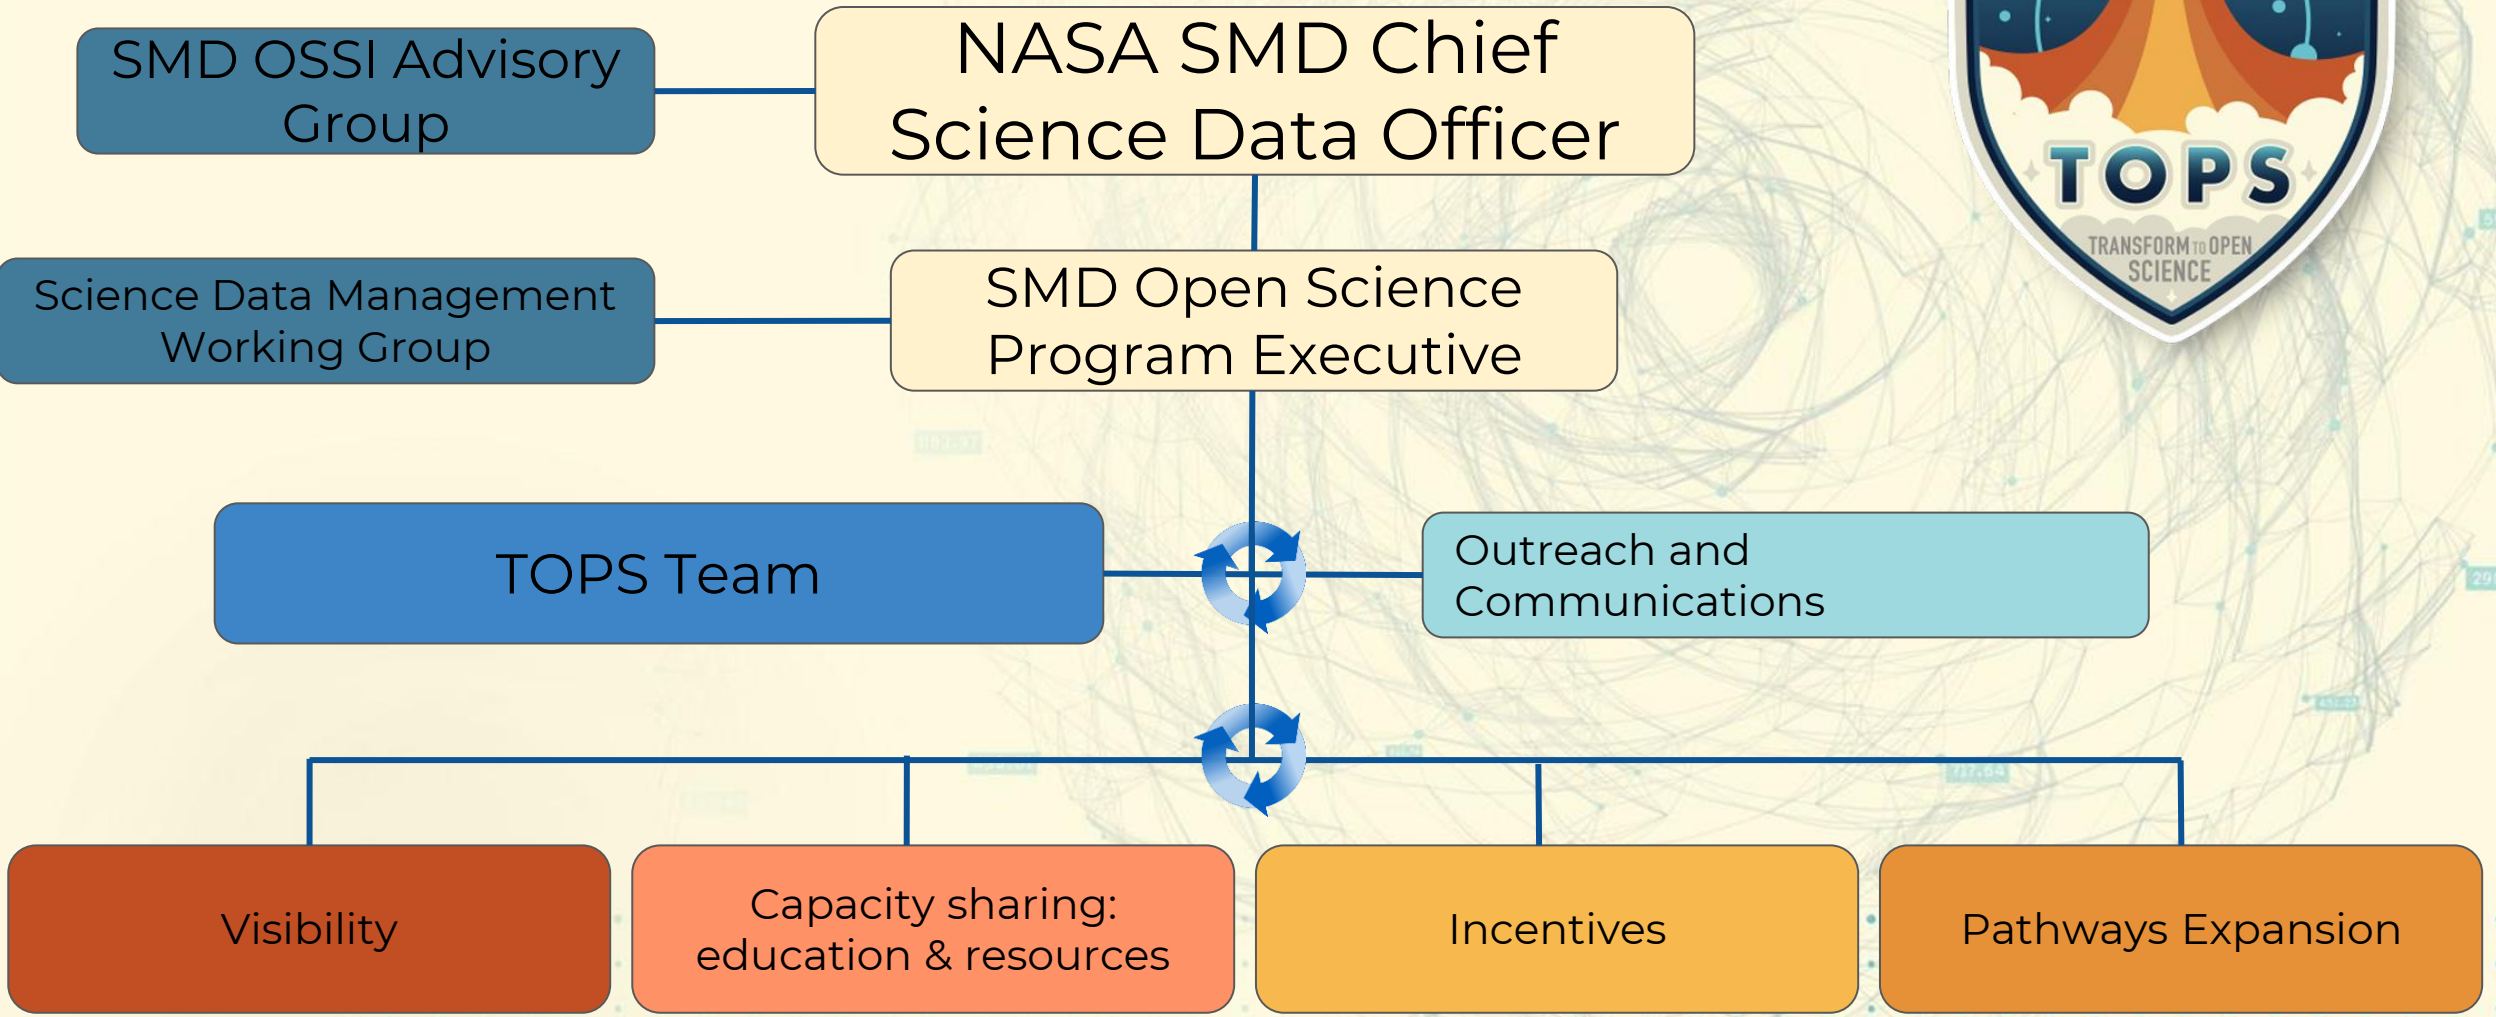 SMD OSSI Advisory
Group
NASA SMD Chief
Science Data Officer
TOPS
TRANSFORM TO OPEN
SCIENCE
Science Data Management
Working Group
SMD Open Science
Program Executive
TOPS Team
Outreach and
Communications
Visibility
Capacity sharing:
education & resources
Incentives
Pathways Expansion